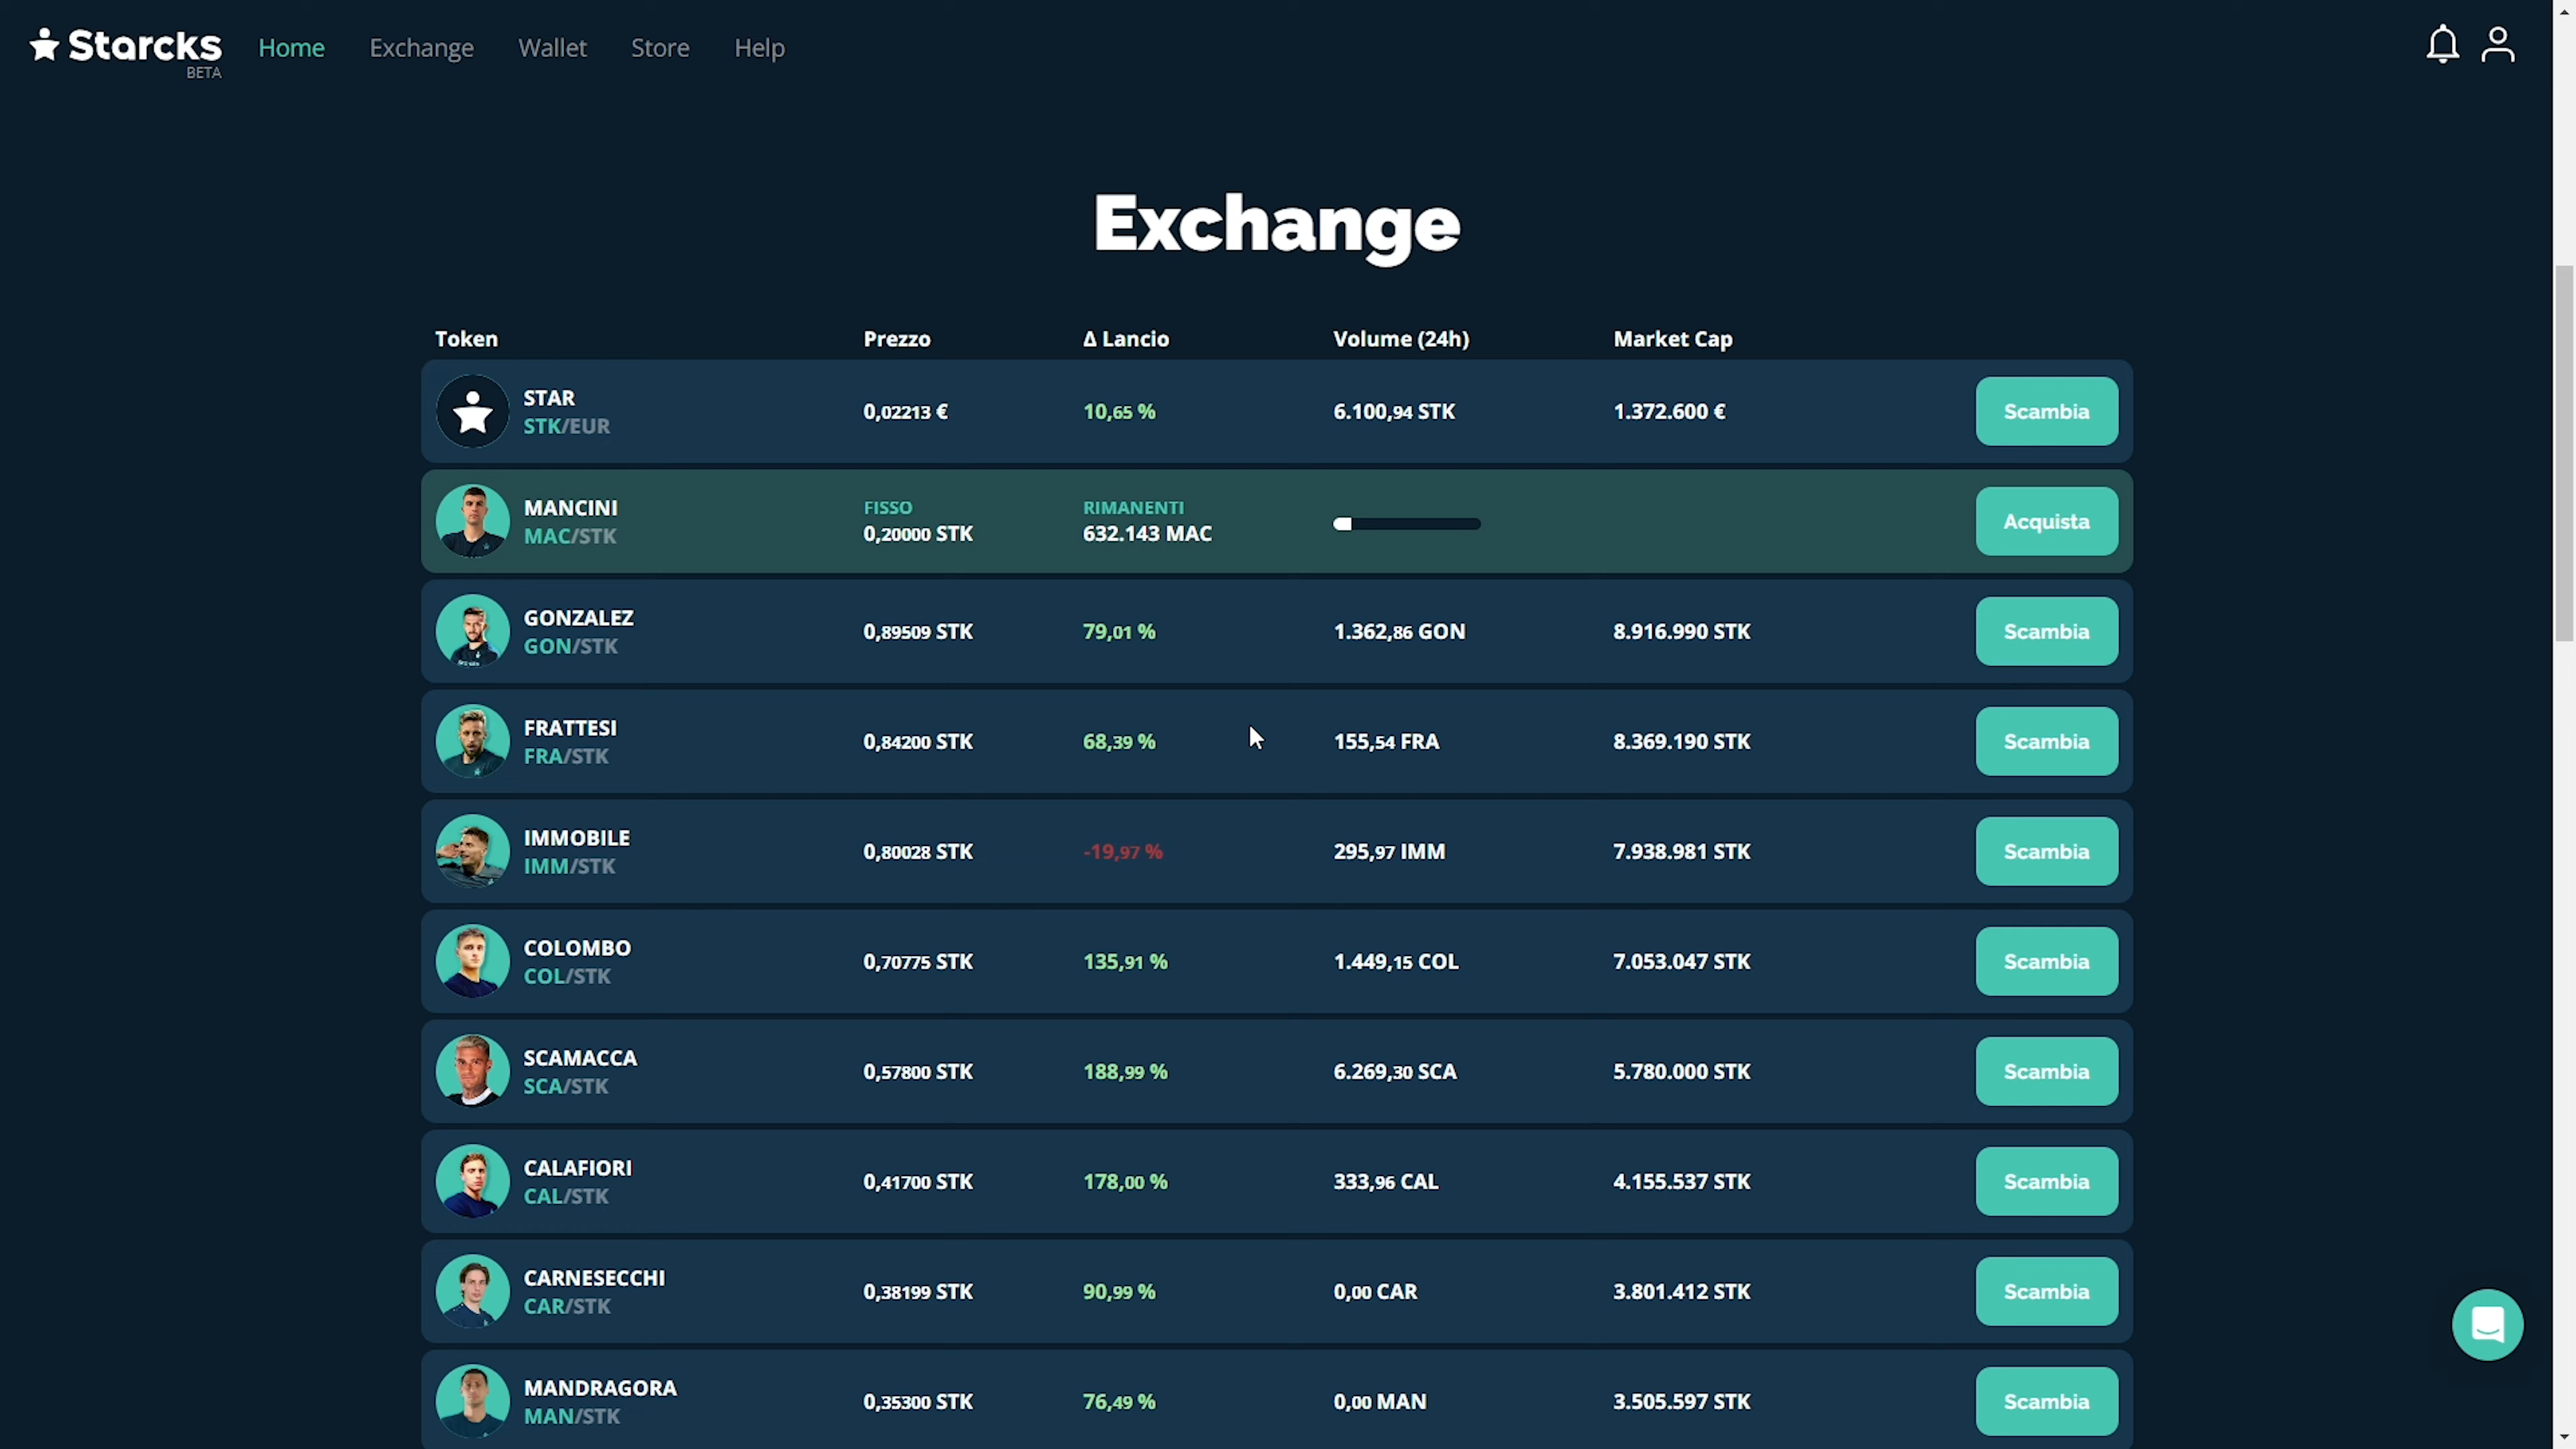 Starcks
BETA
Home Exchange Wallet Store Help
Exchange
Token Prezzo Δ Lancio Volume (24h) Market Cap
STAR
STK/EUR
0,02213 € 10,65 % 6.100,94 STK 1.372.600 € Scambia
MANCINI
MAC/STK
FISSO
0,20000 STK
RIMANENTI
632.143 MAC
Acquista
GONZALEZ
GON/STK
0,89509 STK 79,01 % 1.362,86 GON 8.916.990 STK Scambia
FRATTESI
FRA/STK
0,84200 STK 68,39 % 155,54 FRA 8.369.190 STK Scambia
IMMOBILE
IMM/STK
0,80028 STK -19,97 % 295,97 IMM 7.938.981 STK Scambia
COLOMBO
COL/STK
0,70775 STK 135,91 % 1.449,15 COL 7.053.047 STK Scambia
SCAMACCA
SCA/STK
0,57800 STK 188,99 % 6.269,30 SCA 5.780.000 STK Scambia
CALAFIORI
CAL/STK
0,41700 STK 178,00 % 333,96 CAL 4.155.537 STK Scambia
CARNESECCHI
CAR/STK
0,38199 STK 90,99 % 0,00 CAR 3.801.412 STK Scambia
MANDRAGORA
MAN/STK
0,35300 STK 76,49 % 0,00 MAN 3.505.597 STK Scambia